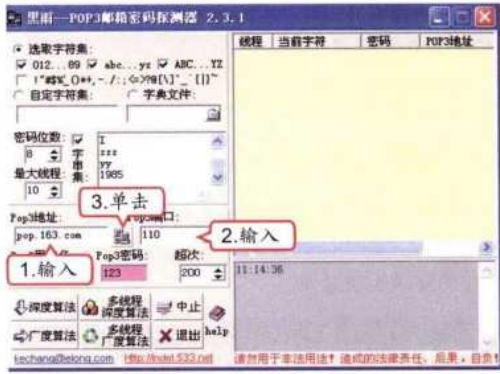 黑雨--POP3邮箱密码探测器 2.3.1
选取字符集:
012...89 abc...yz ABC...YZ
自定字符集: 字典文件:
密码位数:
8
字串集:
I
zzz
yy
1985
最大线程:
10
3.单击
Pop3地址:
pop.163.com
110
2.输入
1.输入
Pop3密码:
123
超次:
200
深度算法
多线程深度算法
中止
广度算法
多线程广度算法
退出
help
kechang@elong.com
线程 当前字符 密码 POP3地址
11:14:36
请勿用于非法用途! 造成的法律责任、后果,自负